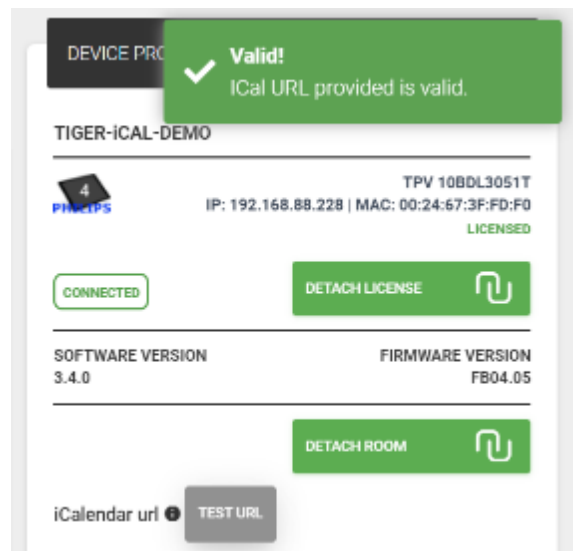 DEVICE PRO
Valid!
ICal URL provided is valid.
TIGER-iCAL-DEMO
4
PHILIPS
TPV 10BDL3051T
IP: 192.168.88.228 | MAC: 00:24:67:3F:FD:F0
LICENSED
CONNECTED
DETACH LICENSE
SOFTWARE VERSION
FIRMWARE VERSION
3.4.0
FB04.05
DETACH ROOM
iCalendar url
TEST URL